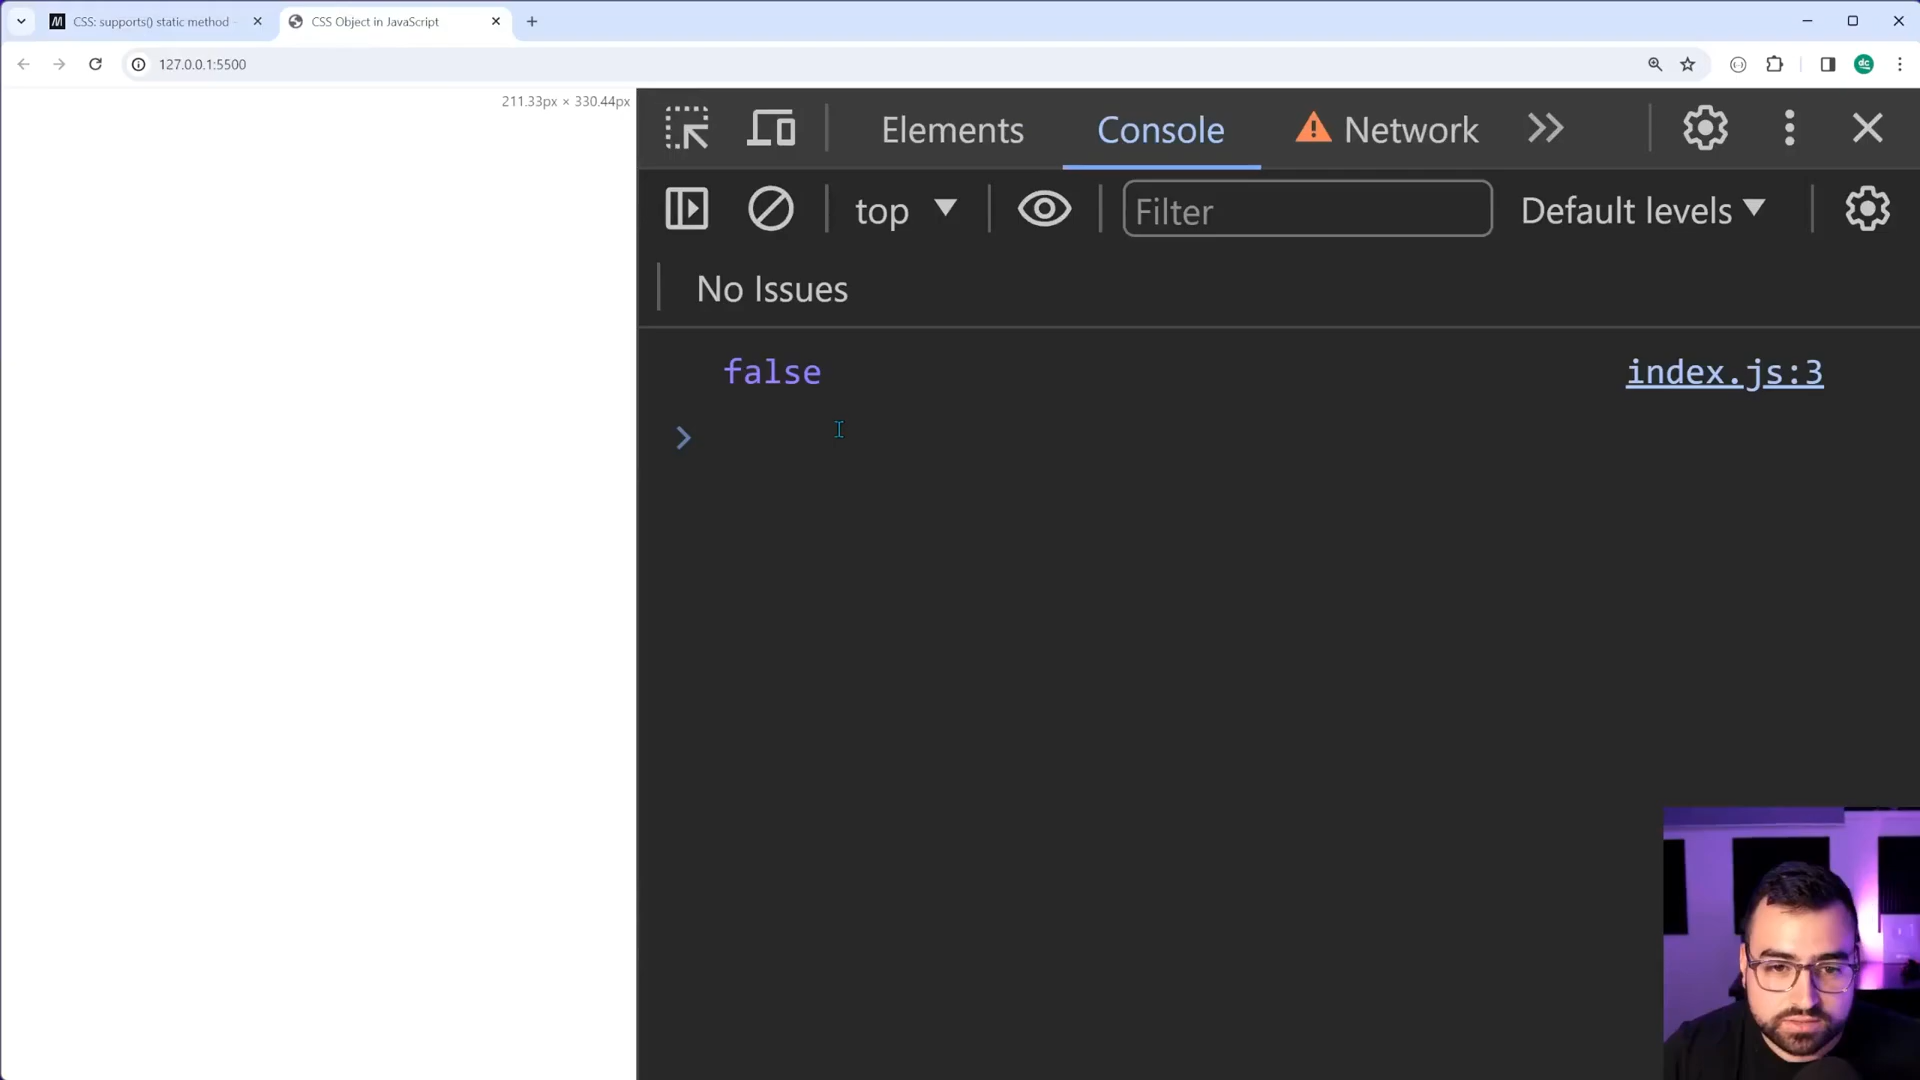 CSS: supports() static method
CSS Object in JavaScript
127.0.0.1:5500
211.33px × 330.44px
Elements
Console
Network
top
Filter
Default levels
No Issues
false
index.js:3
dc